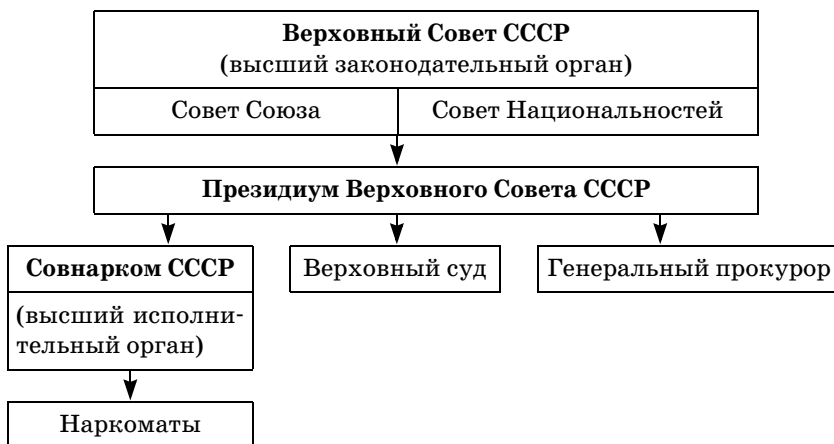 Верховный Совет СССР
(высший законодательный орган)
Совет Союза
Совет Национальностей
Президиум Верховного Совета СССР
Совнарком СССР
Верховный суд
Генеральный прокурор
(высший исполни-
тельный орган)
Наркоматы